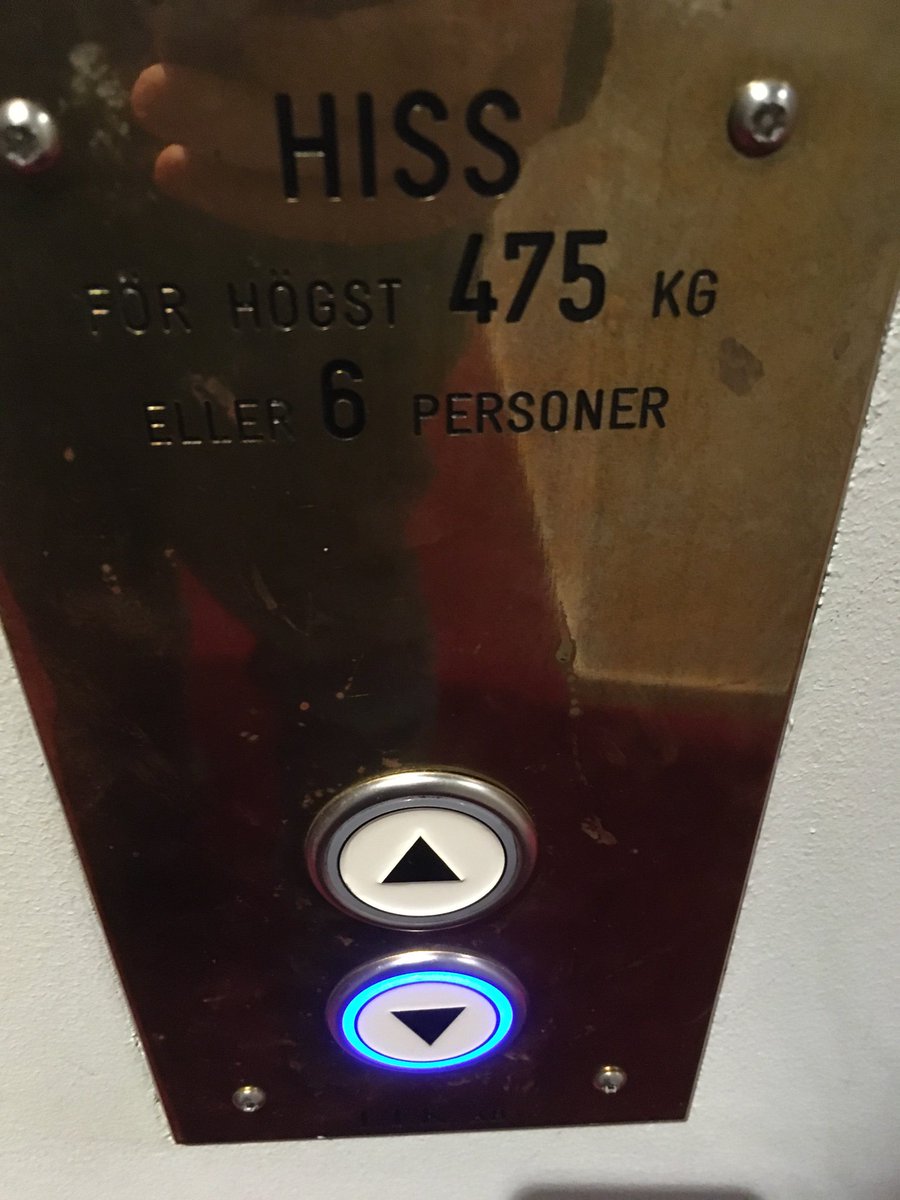 HISS
FÖR HÖGST 475 KG
ELLER 6 PERSONER